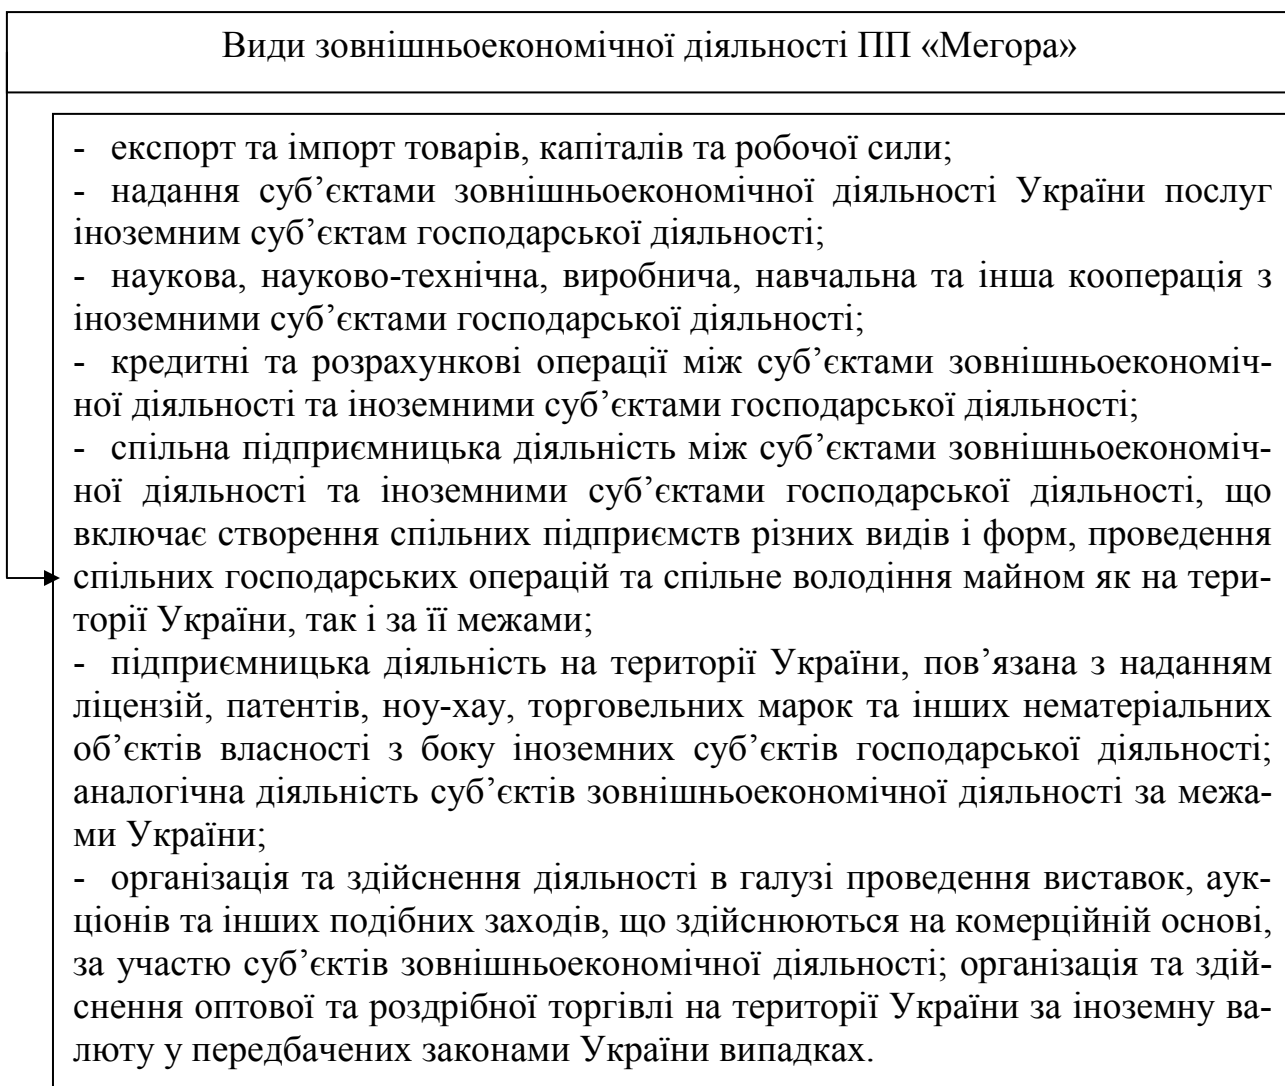 Види зовнішньоекономічної діяльності ПП «Мегора»
- експорт та імпорт товарів, капіталів та робочої сили;
- надання суб’єктами зовнішньоекономічної діяльності України послуг
іноземним суб’єктам господарської діяльності;
- наукова, науково-технічна, виробнича, навчальна та інша кооперація з
іноземними суб’єктами господарської діяльності;
- кредитні та розрахункові операції між суб’єктами зовнішньоекономіч-
ної діяльності та іноземними суб’єктами господарської діяльності;
- спільна підприємницька діяльність між суб’єктами зовнішньоекономіч-
ної діяльності та іноземними суб’єктами господарської діяльності, що
включає створення спільних підприємств різних видів і форм, проведення
спільних господарських операцій та спільне володіння майном як на тери-
торії України, так і за її межами;
- підприємницька діяльність на території України, пов’язана з наданням
ліцензій, патентів, ноу-хау, торговельних марок та інших нематеріальних
об’єктів власності з боку іноземних суб’єктів господарської діяльності;
аналогічна діяльність суб’єктів зовнішньоекономічної діяльності за межа-
ми України;
- організація та здійснення діяльності в галузі проведення виставок, аук-
ціонів та інших подібних заходів, що здійснюються на комерційній основі,
за участю суб’єктів зовнішньоекономічної діяльності; організація та здій-
снення оптової та роздрібної торгівлі на території України за іноземну ва-
люту у передбачених законами України випадках.